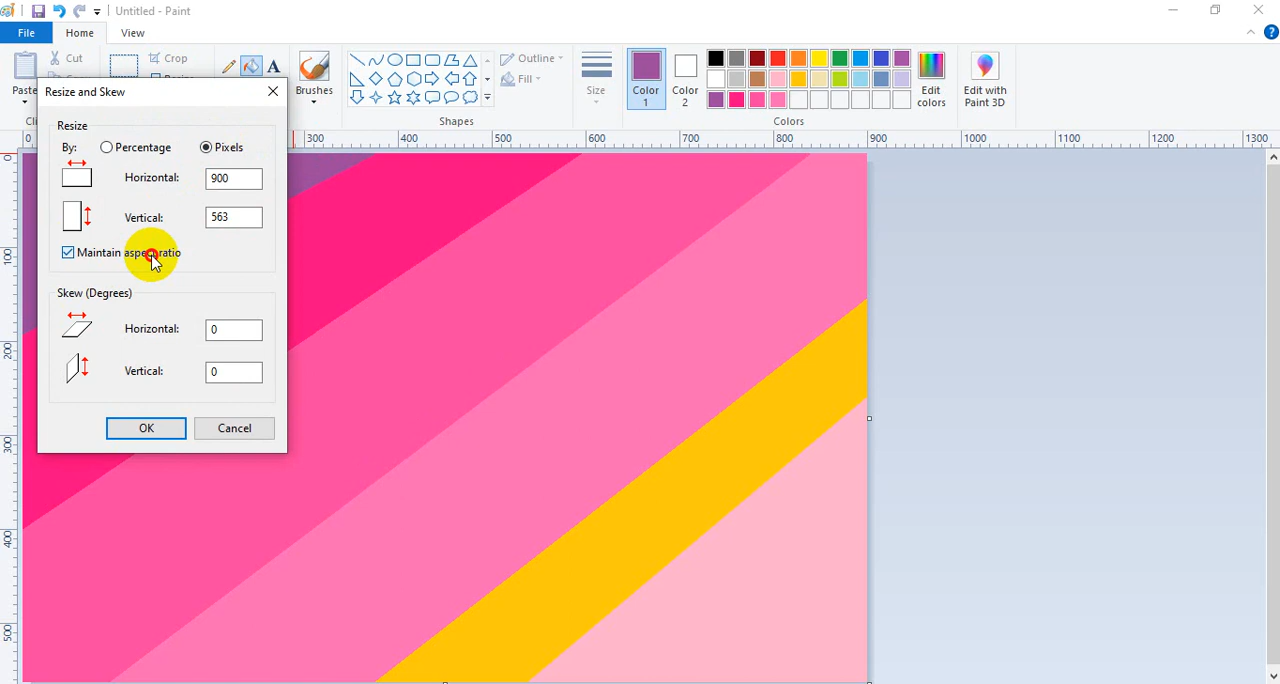 Untitled - Paint
File
Home
View
Paste
Cut
Crop
Brushes
Outline
Fill
Shapes
Size
Color 1
Color 2
Edit colors
Edit with Paint 3D
Colors
0
300
400
500
600
700
800
900
1000
1100
1200
1300
0
100
200
300
400
500
Resize and Skew
Resize
By:
Percentage
Pixels
Horizontal:
900
Vertical:
563
Maintain aspect ratio
Skew (Degrees)
Horizontal:
0
Vertical:
0
OK
Cancel